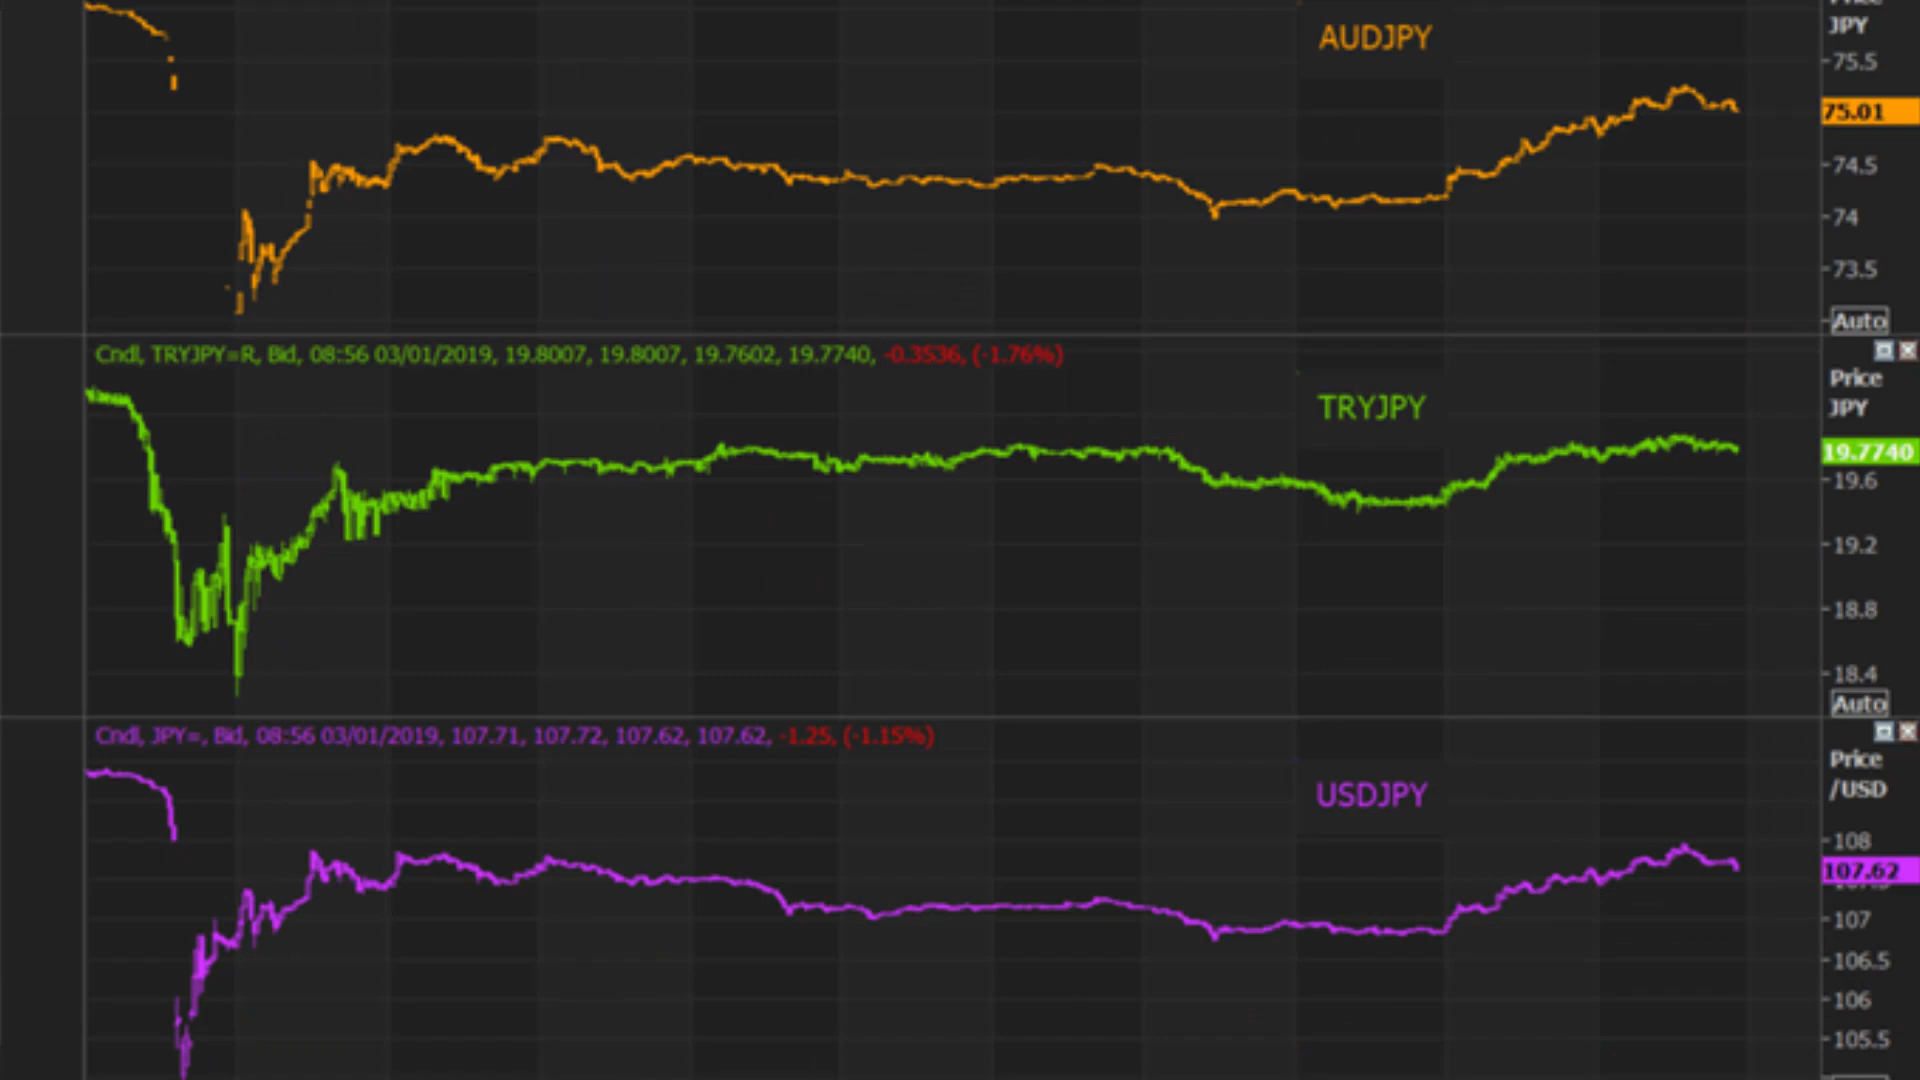 AUDJPY
JPY
75.5
75.01
74.5
74
73.5
Auto
Cndl, TRYJPY=R, Bid, 08:56 03/01/2019, 19.8007, 19.8007, 19.7602, 19.7740, -0.3536, (-1.76%)
Price
JPY
TRYJPY
19.7740
19.6
19.2
18.8
18.4
Auto
Cndl, JPY=, Bid, 08:56 03/01/2019, 107.71, 107.72, 107.62, 107.62, -1.25, (-1.15%)
Price
/USD
USDJPY
108
107.62
107
106.5
106
105.5